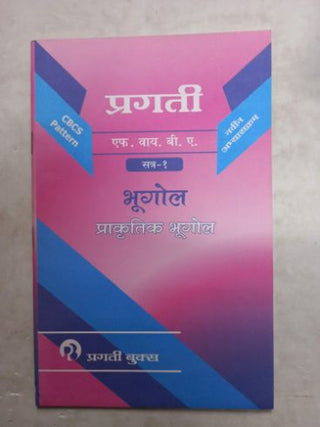 प्रगती
CBCS
Pattern
नवीन
अभ्यासक्रम
एफ. वाय. बी. ए.
सत्र-१
भूगोल
प्राकृतिक भूगोल
प्रगती बुक्स